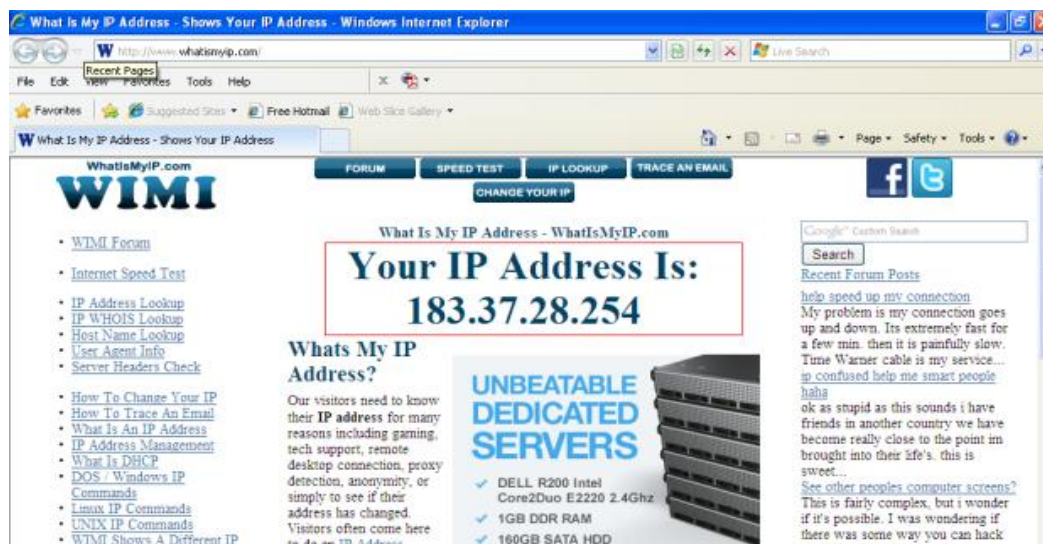 What Is My IP Address - Shows Your IP Address - Windows Internet Explorer
W http://www.whatismyip.com/
Live Search
Recent Pages
File Edit View Favorites Tools Help
Favorites
Suggested Sites
Free Hotmail
Web Slice Gallery
W What Is My IP Address - Shows Your IP Address
Page Safety Tools
WhatIsMyIP.com
WIMI
FORUM
SPEED TEST
IP LOOKUP
TRACE AN EMAIL
CHANGE YOUR IP
WIMI Forum
Internet Speed Test
IP Address Lookup
IP WHOIS Lookup
Host Name Lookup
User Agent Info
Server Headers Check
How To Change Your IP
How To Trace An Email
What Is An IP Address
IP Address Management
What Is DHCP
DOS / Windows IP
Commands
Linux IP Commands
UNIX IP Commands
WIMI Shows A Different IP
What Is My IP Address - WhatIsMyIP.com
Your IP Address Is:
183.37.28.254
Whats My IP
Address?
Our visitors need to know
their IP address for many
reasons including gaming,
tech support, remote
desktop connection, proxy
detection, anonymity, or
simply to see if their
address has changed.
Visitors often come here
to do an IP Address
UNBEATABLE
DEDICATED
SERVERS
DELL R200 Intel
Core2Duo E2220 2.4Ghz
1GB DDR RAM
160GB SATA HDD
Google Custom Search
Search
Recent Forum Posts
help speed up my connection
My problem is my connection goes
up and down. Its extremely fast for
a few min. then it is painfully slow.
Time Warner cable is my service...
ip confused help me smart people
haha
ok as stupid as this sounds i have
friends in another country we have
become really close to the point im
brought into their life's. this is
sweet...
See other peoples computer screens?
This is fairly complex, but i wonder
if it's possible. I was wondering if
there was some way you can hack